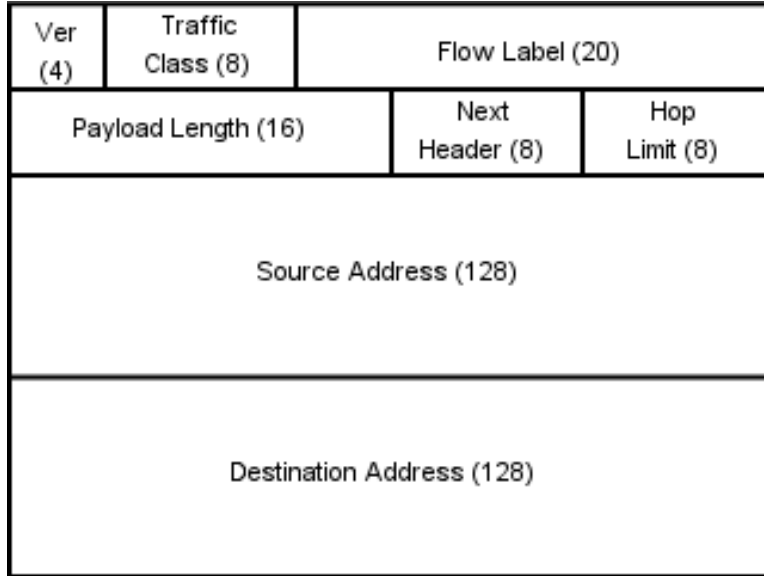 Ver
(4)
Traffic
Class (8)
Flow Label (20)
Payload Length (16)
Next
Header (8)
Hop
Limit (8)
Source Address (128)
Destination Address (128)